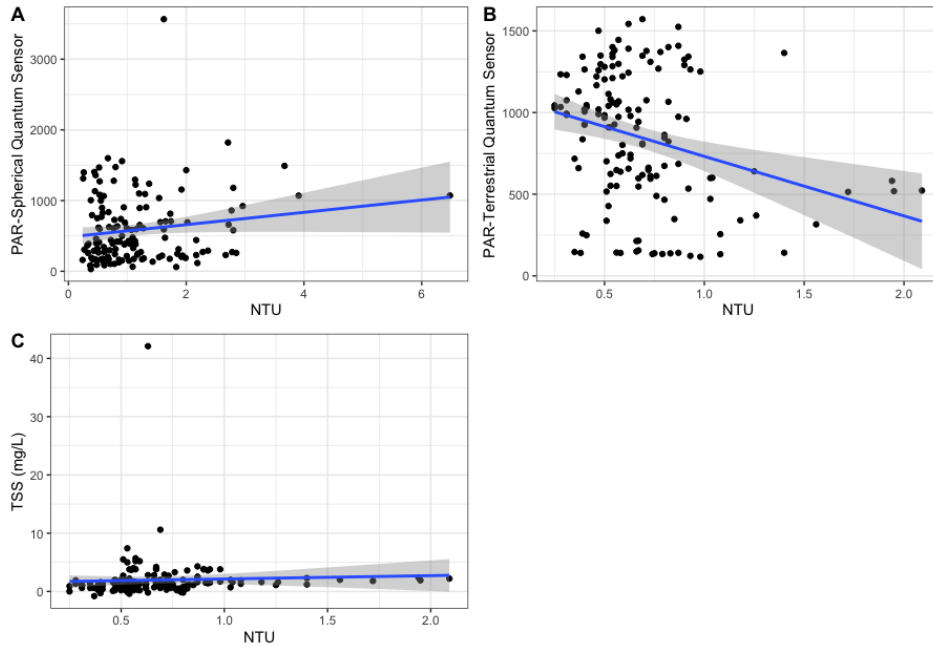 A
PAR-Spherical Quantum Sensor
3000
2000
1000
0
0
2
4
6
NTU
B
PAR-Terrestrial Quantum Sensor
1500
1000
500
0
0.5
1.0
1.5
2.0
NTU
C
TSS (mg/L)
40
30
20
10
0
0.5
1.0
1.5
2.0
NTU